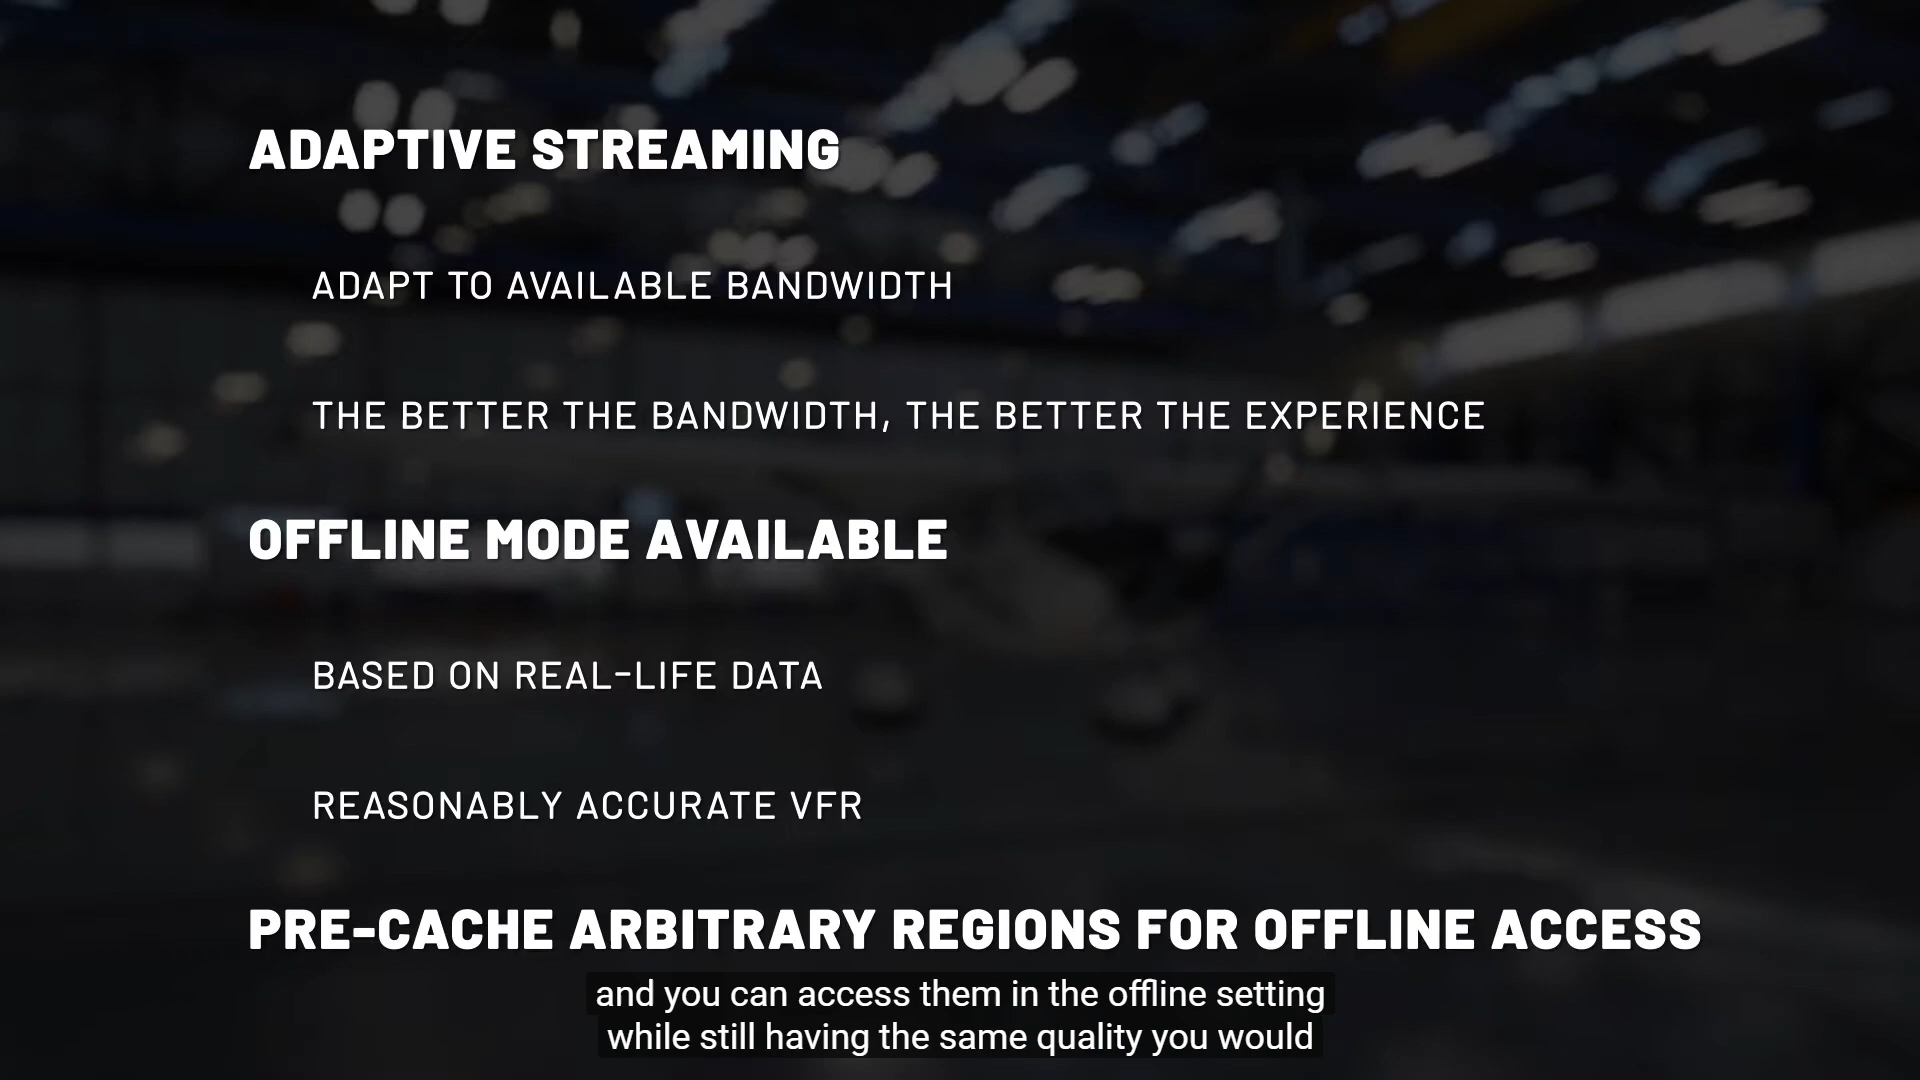 ADAPTIVE STREAMING
ADAPT TO AVAILABLE BANDWIDTH
THE BETTER THE BANDWIDTH, THE BETTER THE EXPERIENCE
OFFLINE MODE AVAILABLE
BASED ON REAL-LIFE DATA
REASONABLY ACCURATE VFR
PRE-CACHE ARBITRARY REGIONS FOR OFFLINE ACCESS
and you can access them in the offline setting
while still having the same quality you would